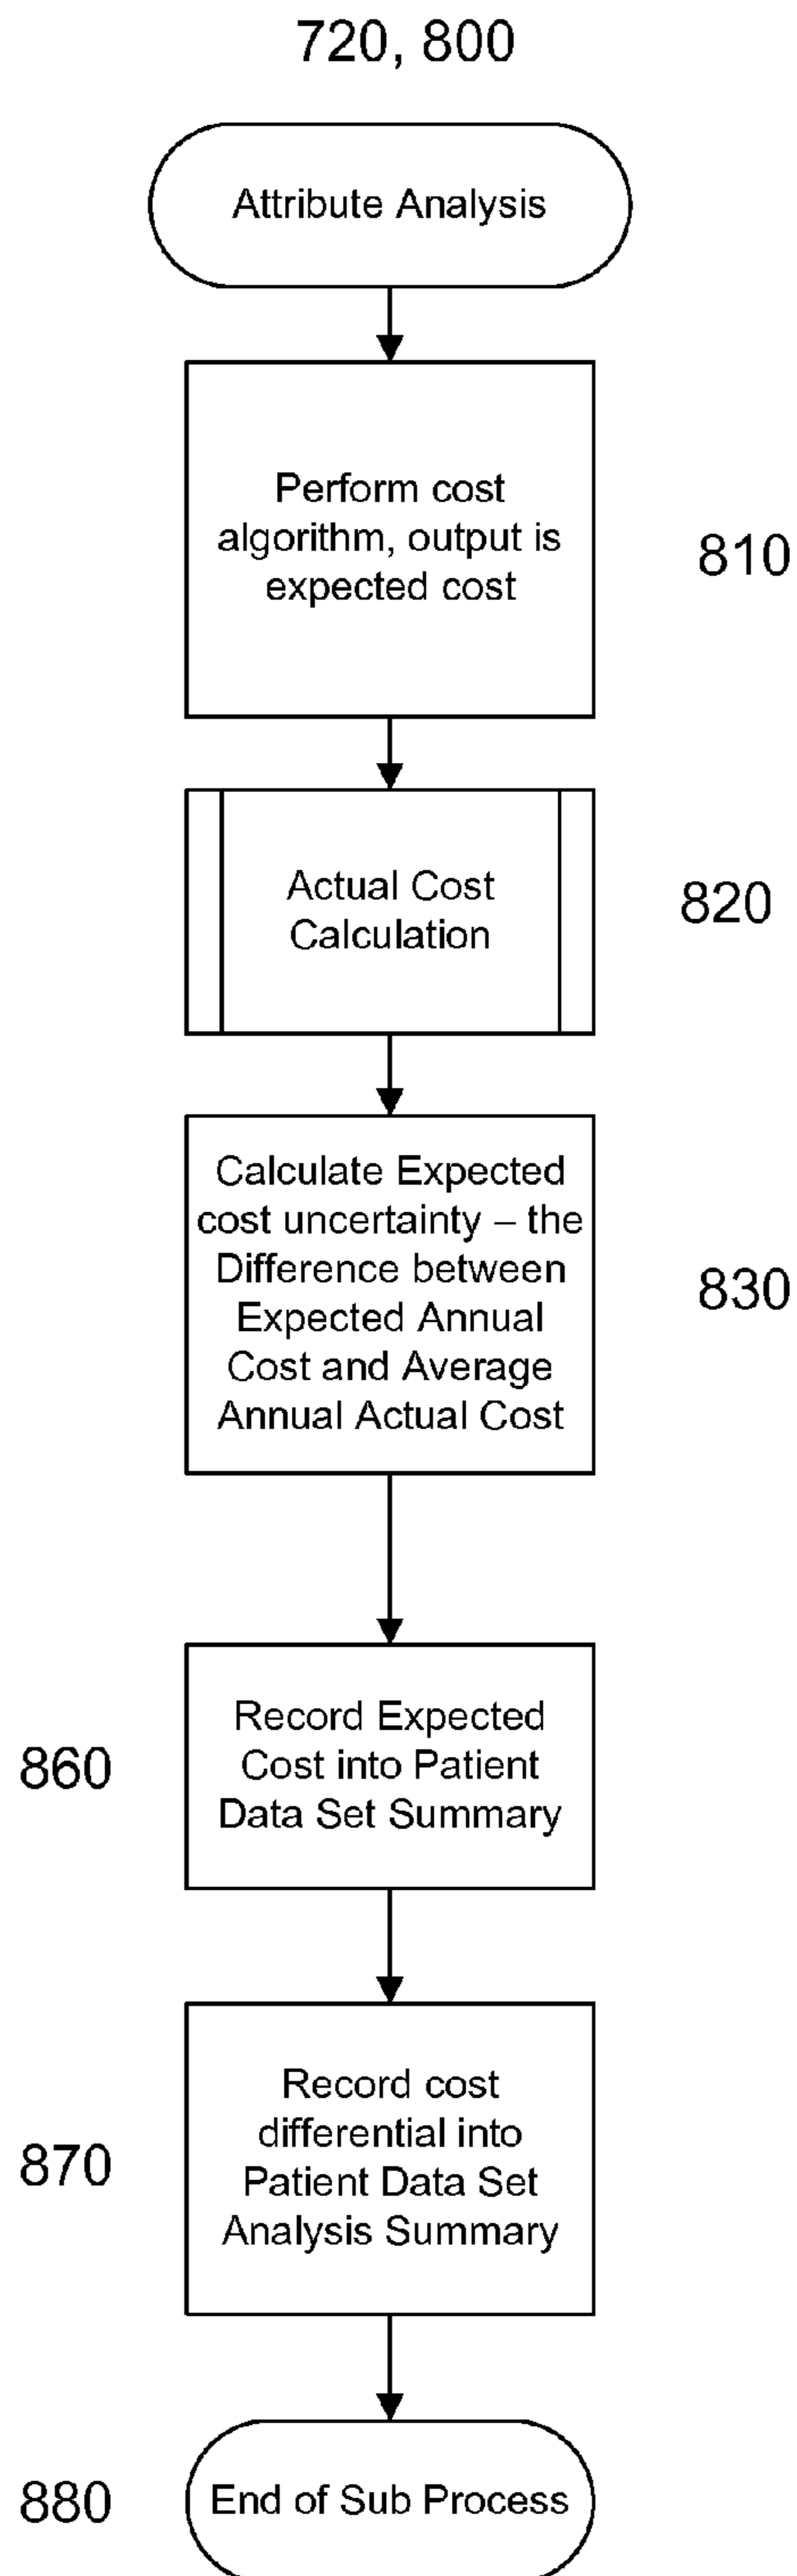 720, 800
Attribute Analysis
Perform cost
algorithm, output is
expected cost
810
Actual Cost
Calculation
820
Calculate Expected
cost uncertainty – the
Difference between
Expected Annual
Cost and Average
Annual Actual Cost
830
Record Expected
Cost into Patient
Data Set Summary
860
Record cost
differential into
Patient Data Set
Analysis Summary
870
End of Sub Process
880